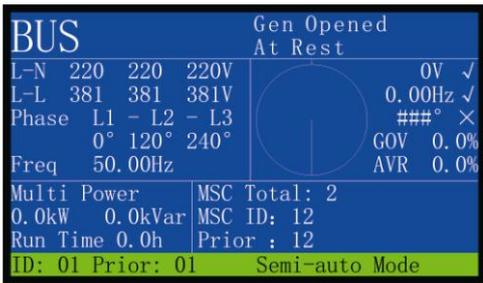 BUS
Gen Opened
At Rest
L-N 220 220 220V
L-L 381 381 381V
Phase L1 - L2 - L3
0° 120° 240°
Freq 50.00Hz
0V √
0.00Hz √
###° ×
GOV 0.0%
AVR 0.0%
Multi Power
0.0kW 0.0kVar
Run Time 0.0h
MSC Total: 2
MSC ID: 12
Prior : 12
ID: 01 Prior: 01 Semi-auto Mode